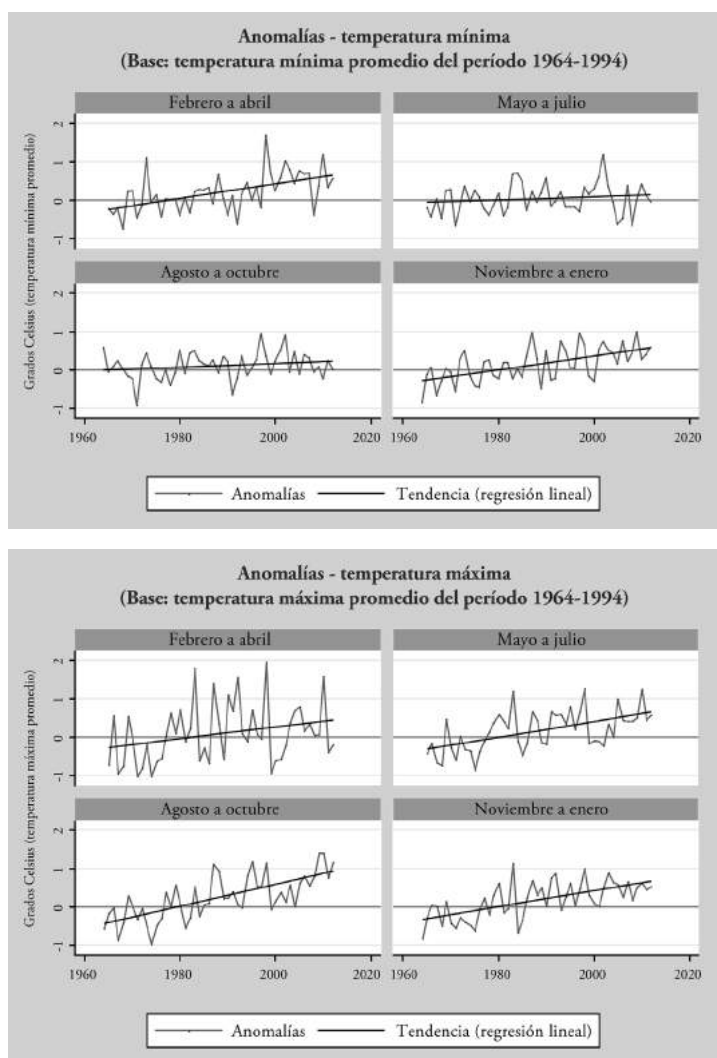 Anomalías - temperatura mínima
(Base: temperatura mínima promedio del período 1964-1994)
Grados Celsius (temperatura mínima promedio)
Febrero a abril
Mayo a julio
2
1
0
-1
Agosto a octubre
Noviembre a enero
2
1
0
-1
1960 1980 2000 2020 1960 1980 2000 2020
Anomalías Tendencia (regresión lineal)
Anomalías - temperatura máxima
(Base: temperatura máxima promedio del período 1964-1994)
Grados Celsius (temperatura máxima promedio)
Febrero a abril
Mayo a julio
2
1
0
-1
Agosto a octubre
Noviembre a enero
2
1
0
-1
1960 1980 2000 2020 1960 1980 2000 2020
Anomalías Tendencia (regresión lineal)